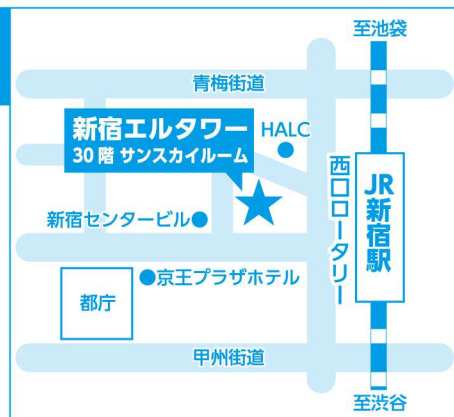 至池袋
青梅街道
新宿エルタワー
30階 サンスカイルーム
HALC
西口ロータリー
JR新宿駅
新宿センタービル
京王プラザホテル
都庁
甲州街道
至渋谷